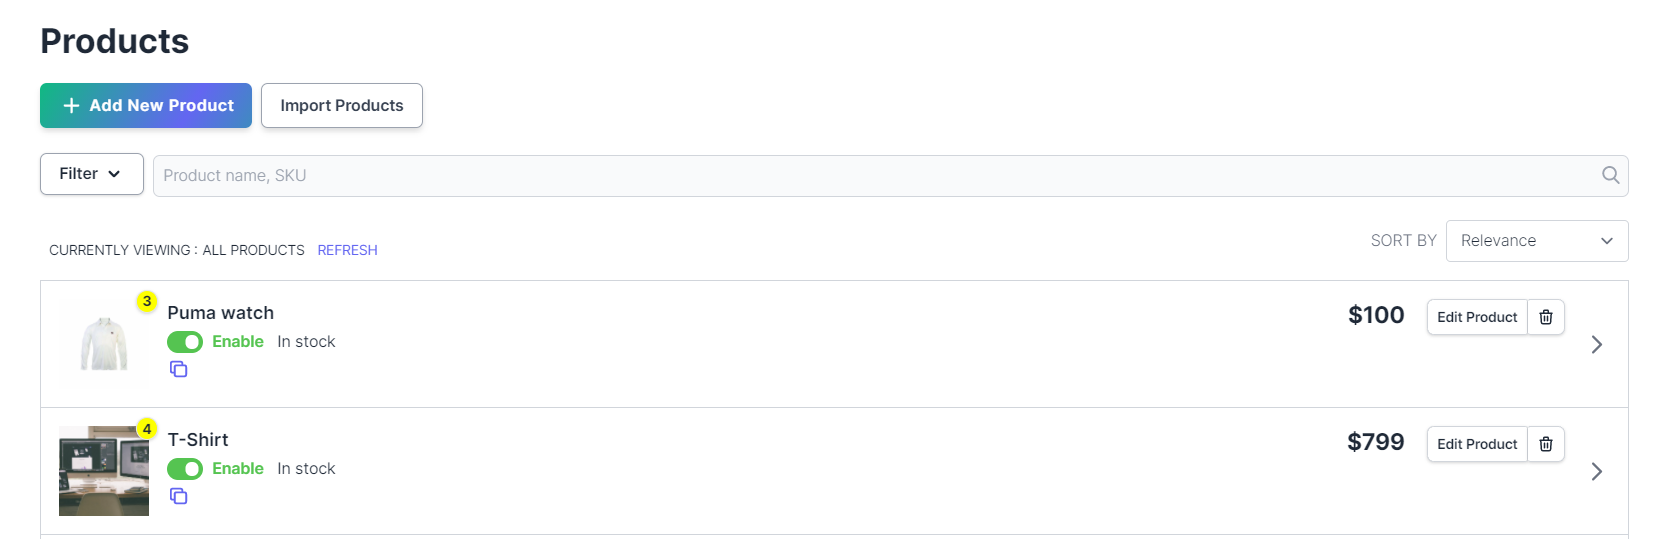 Products
Add New Product
Import Products
Filter
Product name, SKU
CURRENTLY VIEWING : ALL PRODUCTS REFRESH
SORT BY Relevance
3
Puma watch
$100
Edit Product
Enable In stock
4
T-Shirt
$799
Edit Product
Enable In stock